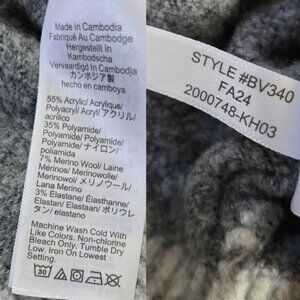 Made In Cambodia
Fabriqué Au Cambodge
Hergestellt In
Kambodscha
Vervaardigd in Cambodja
カンボジア製
hecho en camboya
55% Acrylic/ Acrylique/
Polyacryl/ Acryl/ アクリル/
acrilico
35% Polyamide/
Polyamide/ Polyamide/
Polyamide/ ナイロン/
poliamida
7% Merino Wool/ Laine
Mérinos/ Merinowolle/
Merinowol/ メリノウール/
Lana Merino
3% Elastane/ Élasthanne/
Elastan/ Elastaan/ ポリウレ
タン/ elastano
Machine Wash Cold With
Like Colors. Non-chlorine
Bleach Only. Tumble Dry
Low. Iron On Lowest
Setting.
30
STYLE #BV340
FA24
2000748-KH03